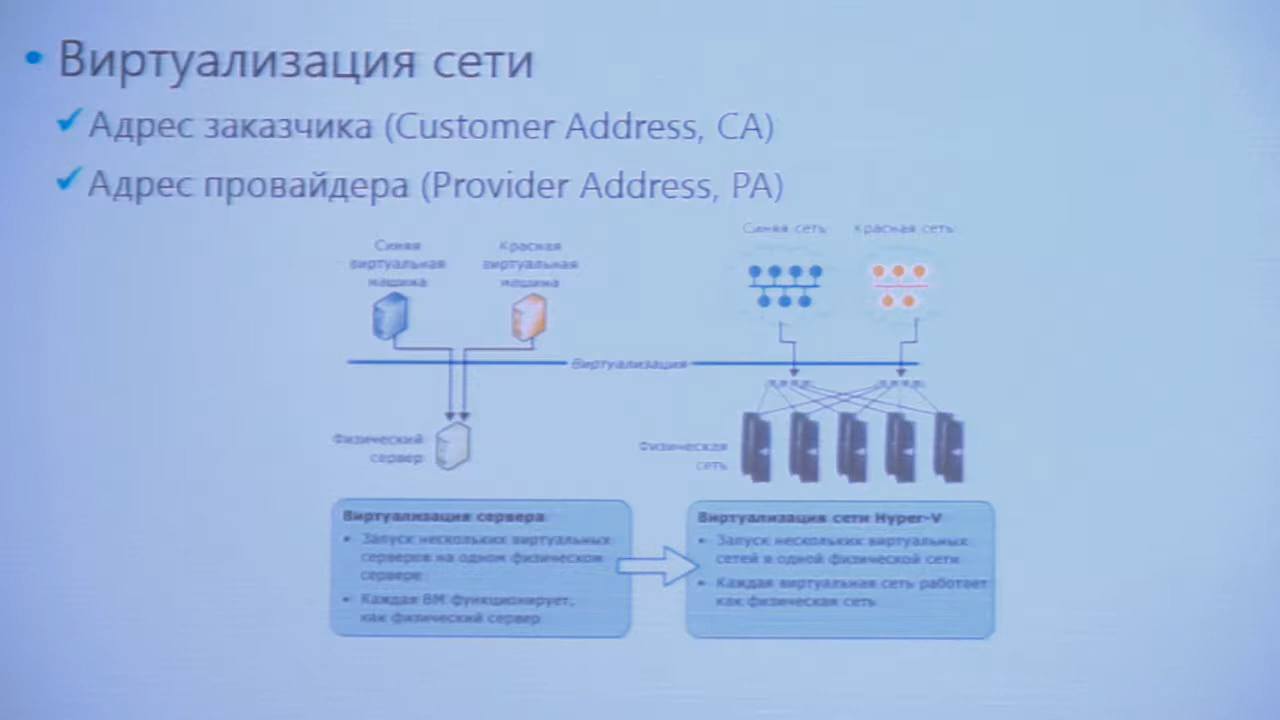 • Виртуализация сети
✓ Адрес заказчика (Customer Address, CA)
✓ Адрес провайдера (Provider Address, PA)
Синяя
виртуальная
машина
Красная
виртуальная
машина
Синяя сеть
Красная сеть
Виртуализация
Физический
сервер
Физическая
сеть
Виртуализация сервера
• Запуск нескольких виртуальных
серверов на одном физическом
сервере
• Каждая ВМ функционирует,
как физический сервер
Виртуализация сети Hyper-V
• Запуск нескольких виртуальных
сетей в одной физической сети
• Каждая виртуальная сеть работает
как физическая сеть